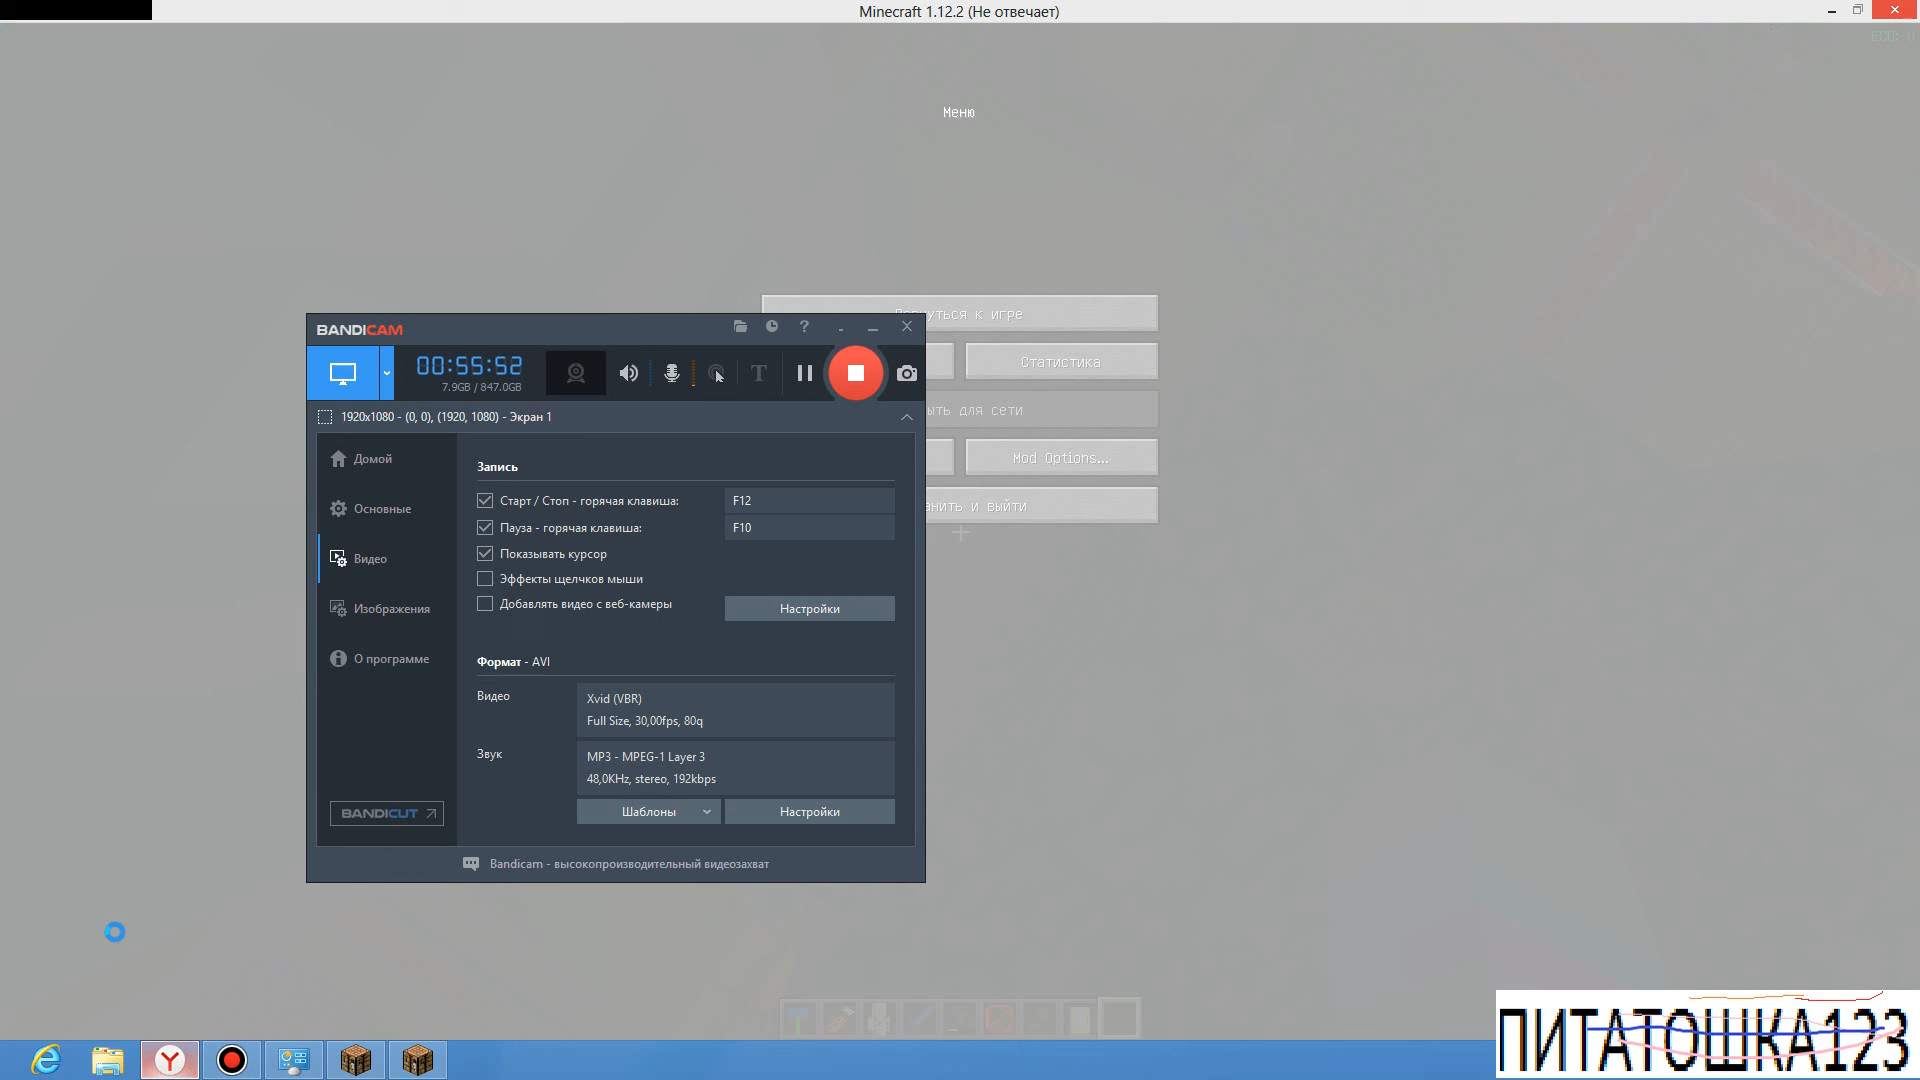 Minecraft 1.12.2 (Не отвечает)
Меню
BANDICAM
00:55:52
7.9GB / 847.0GB
1920x1080 - (0, 0), (1920, 1080) - Экран 1
Домой
Основные
Видео
Изображения
О программе
BANDICUT
Запись
Старт / Стоп - горячая клавиша: F12
Пауза - горячая клавиша: F10
Показывать курсор
Эффекты щелчков мыши
Добавлять видео с веб-камеры Настройки
Формат - AVI
Видео
Xvid (VBR)
Full Size, 30,00fps, 80q
Звук
MP3 - MPEG-1 Layer 3
48,0KHz, stereo, 192kbps
Шаблоны Настройки
Bandicam - высокопроизводительный видеозахват
к игре
Статистика
для сети
Mod Options...
и выйти
ПИТАТОШКА123